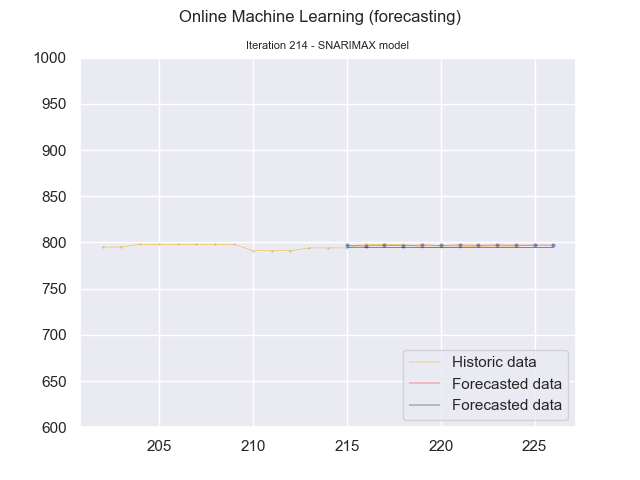 Online Machine Learning (forecasting)
Iteration 214 - SNARIMAX model
1000
950
900
850
800
750
700
650
600
Historic data
Forecasted data
Forecasted data
205 210 215 220 225